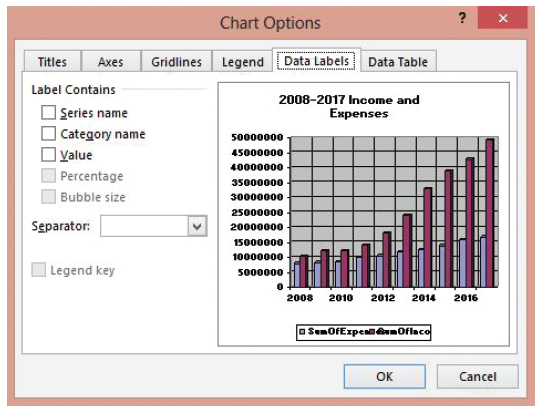 Chart Options
?
×
Titles Axes Gridlines Legend Data Labels Data Table
Label Contains
Series name
Category name
Value
Percentage
Bubble size
Separator:
Legend key
2008-2017 Income and
Expenses
50000000
45000000
40000000
35000000
30000000
25000000
20000000
15000000
10000000
5000000
0
2008 2010 2012 2014 2016
OK Cancel